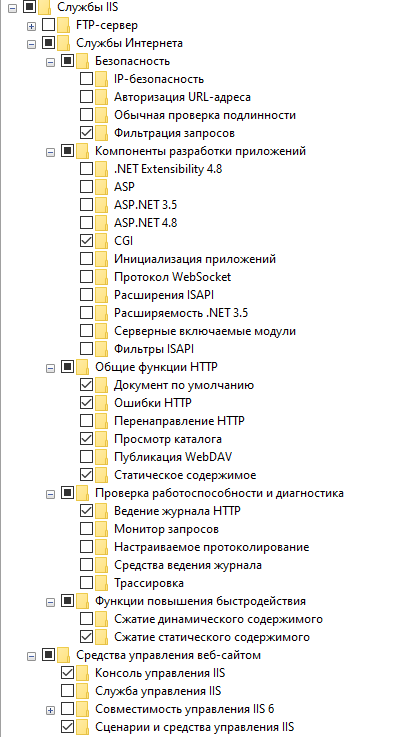 Службы IIS
FTP-сервер
Службы Интернета
Безопасность
IP-безопасность
Авторизация URL-адреса
Обычная проверка подлинности
Фильтрация запросов
Компоненты разработки приложений
.NET Extensibility 4.8
ASP
ASP.NET 3.5
ASP.NET 4.8
CGI
Инициализация приложений
Протокол WebSocket
Расширения ISAPI
Расширяемость .NET 3.5
Серверные включаемые модули
Фильтры ISAPI
Общие функции HTTP
Документ по умолчанию
Ошибки HTTP
Перенаправление HTTP
Просмотр каталога
Публикация WebDAV
Статическое содержимое
Проверка работоспособности и диагностика
Ведение журнала HTTP
Монитор запросов
Настраиваемое протоколирование
Средства ведения журнала
Трассировка
Функции повышения быстродействия
Сжатие динамического содержимого
Сжатие статического содержимого
Средства управления веб-сайтом
Консоль управления IIS
Служба управления IIS
Совместимость управления IIS 6
Сценарии и средства управления IIS